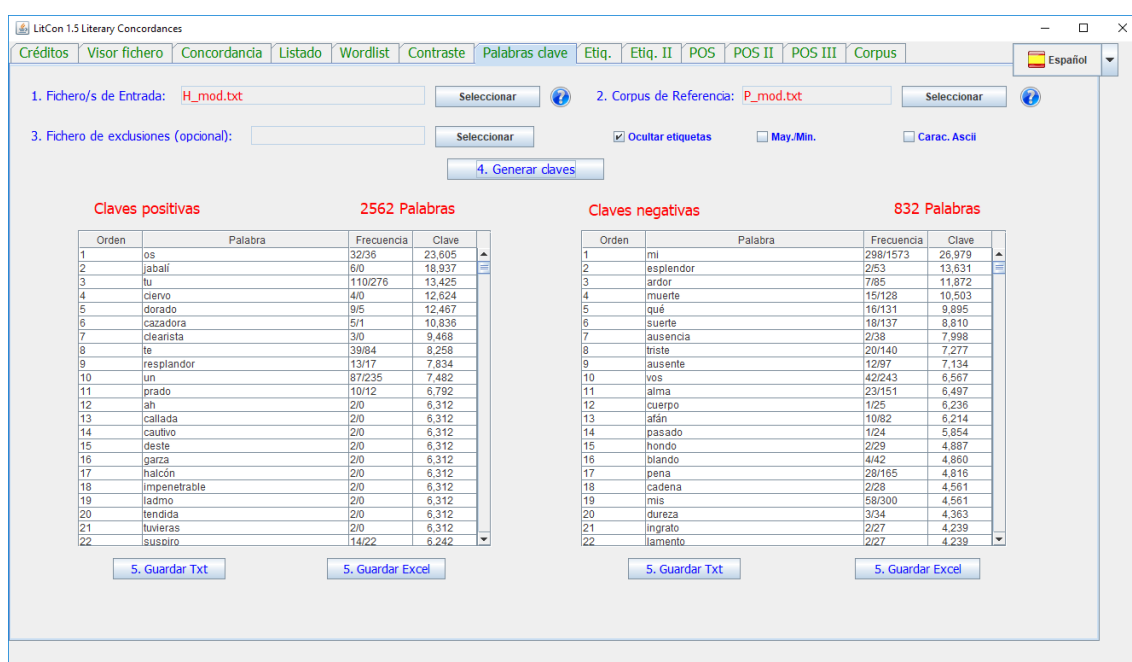 LitCon 1.5 Literary Concordances
Créditos Visor fichero Concordancia Listado Wordlist Contraste Palabras clave Etiq. Etiq. II POS POS II POS III Corpus Español
1. Fichero/s de Entrada: H_mod.txt Seleccionar ? 2. Corpus de Referencia: P_mod.txt Seleccionar ?
3. Fichero de exclusiones (opcional): Seleccionar Ocultar etiquetas May./Min. Carac. Ascii
4. Generar claves
Claves positivas 2562 Palabras
Orden Palabra Frecuencia Clave
1 os 32/36 23,605
2 jabalí 6/0 18,937
3 tu 110/276 13,425
4 ciervo 4/0 12,624
5 dorado 9/5 12,467
6 cazadora 5/1 10,836
7 clearista 3/0 9,468
8 te 39/84 8,258
9 resplandor 13/17 7,834
10 un 87/235 7,482
11 prado 10/12 6,792
12 ah 2/0 6,312
13 callada 2/0 6,312
14 cautivo 2/0 6,312
15 deste 2/0 6,312
16 garza 2/0 6,312
17 halcón 2/0 6,312
18 impenetrable 2/0 6,312
19 ladmo 2/0 6,312
20 tendida 2/0 6,312
21 tuvieras 2/0 6,312
22 suspiro 14/22 6,242
5. Guardar Txt 5. Guardar Excel
Claves negativas 832 Palabras
Orden Palabra Frecuencia Clave
1 mi 298/1573 26,979
2 esplendor 2/53 13,631
3 ardor 7/85 11,872
4 muerte 15/128 10,503
5 qué 16/131 9,895
6 suerte 18/137 8,810
7 ausencia 2/38 7,998
8 triste 20/140 7,277
9 ausente 12/97 7,134
10 vos 42/243 6,567
11 alma 23/151 6,497
12 cuerpo 1/25 6,236
13 afán 10/82 6,214
14 pasado 1/24 5,854
15 hondo 2/29 4,887
16 blando 4/42 4,860
17 pena 28/165 4,816
18 cadena 2/28 4,561
19 mis 58/300 4,561
20 dureza 3/34 4,363
21 ingrato 2/27 4,239
22 lamento 2/27 4,239
5. Guardar Txt 5. Guardar Excel